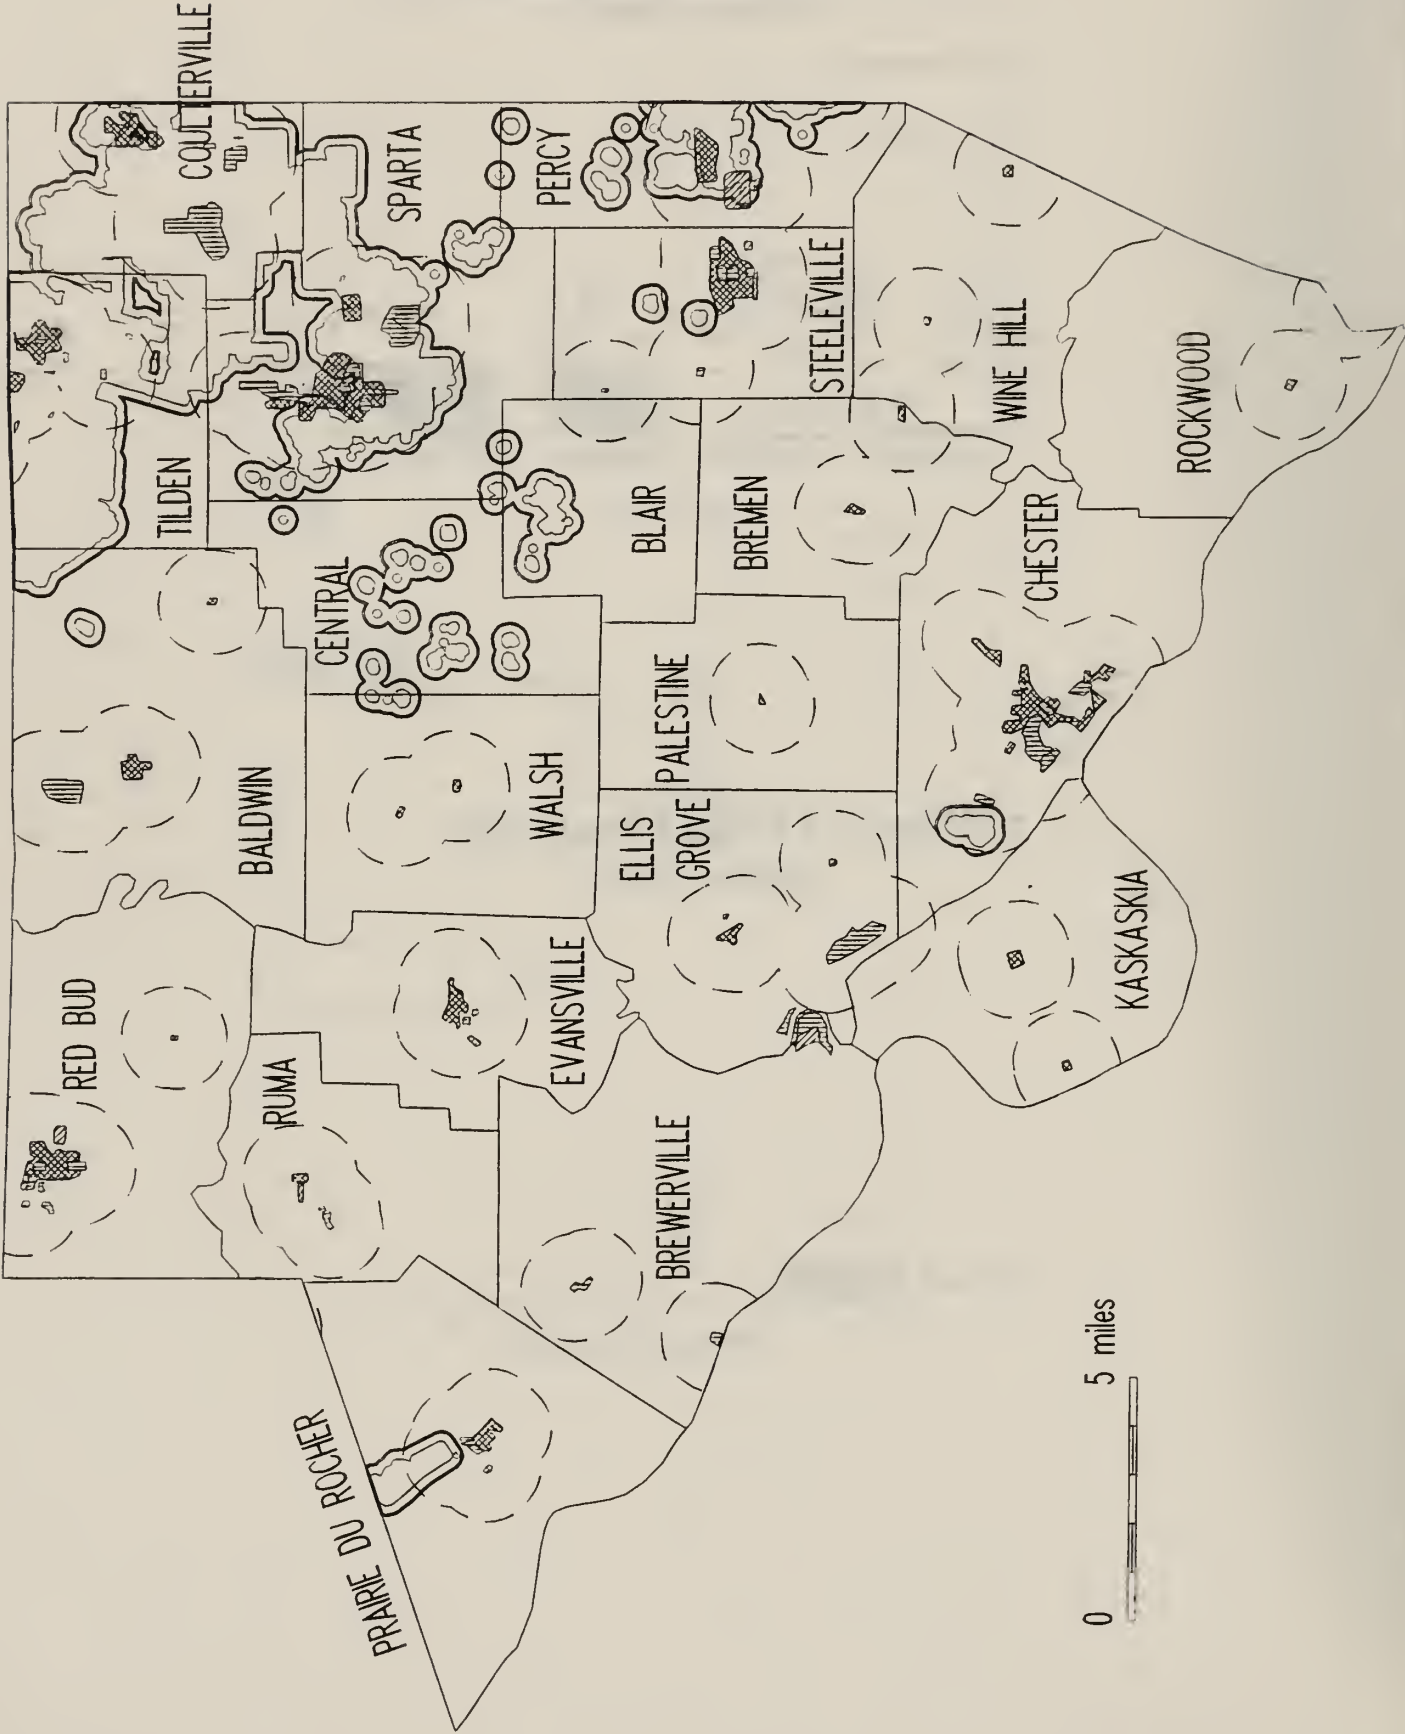 COULTERVILLE
SPARTA
PERCY
TILDEN
STEELEVILLE
WINE HILL
ROCKWOOD
CENTRAL
BLAIR
BREMEN
CHESTER
BALDWIN
WALSH
PALESTINE
ELLIS
GROVE
KASKASKIA
RED BUD
RUMA
EVANSVILLE
BREWERVILLE
PRAIRIE DU ROCHER
0
5 miles